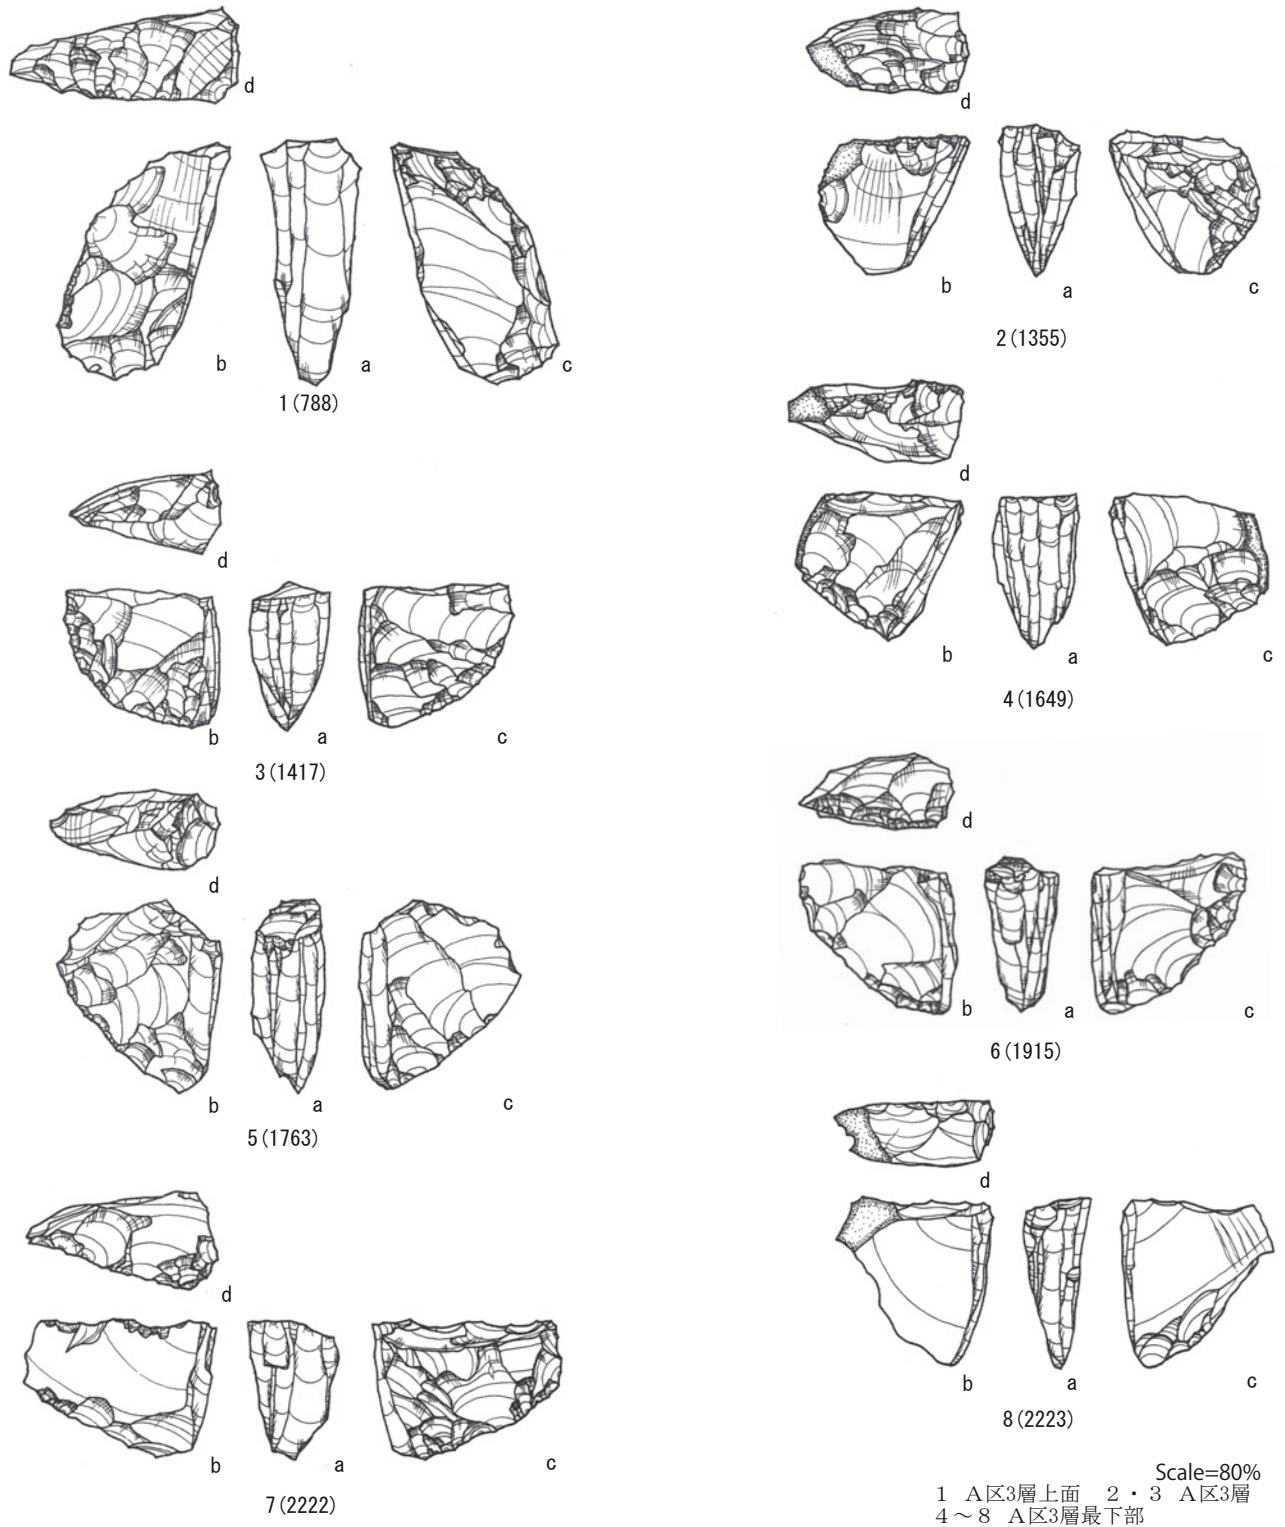 d
b
a
c
1(788)
d
b
a
c
2(1355)
d
b
a
c
3(1417)
d
b
a
c
4(1649)
d
b
a
c
5(1763)
d
b
a
c
6(1915)
d
b
a
c
7(2222)
d
b
a
c
8(2223)
Scale=80%
1 A区3層上面 2・3 A区3層
4～8 A区3層最下部